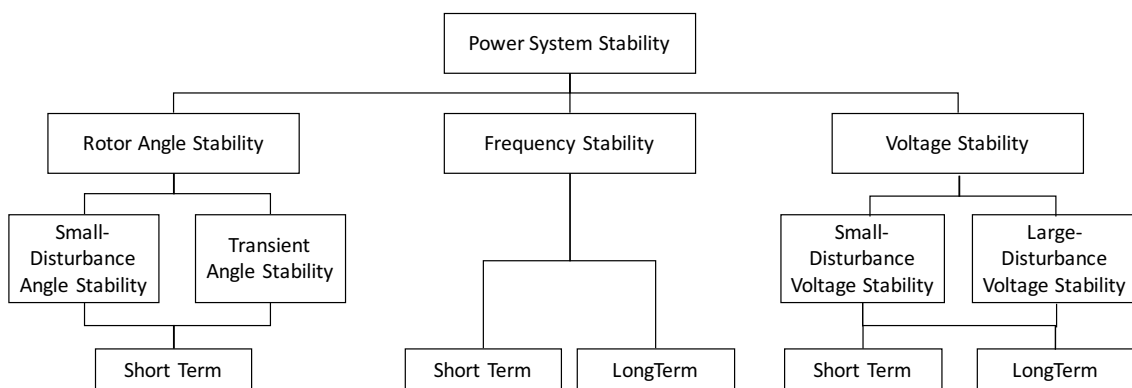 Power System Stability
Rotor Angle Stability
Frequency Stability
Voltage Stability
Small-
Disturbance
Angle Stability
Transient
Angle Stability
Small-
Disturbance
Voltage Stability
Large-
Disturbance
Voltage Stability
Short Term
Short Term
LongTerm
Short Term
LongTerm